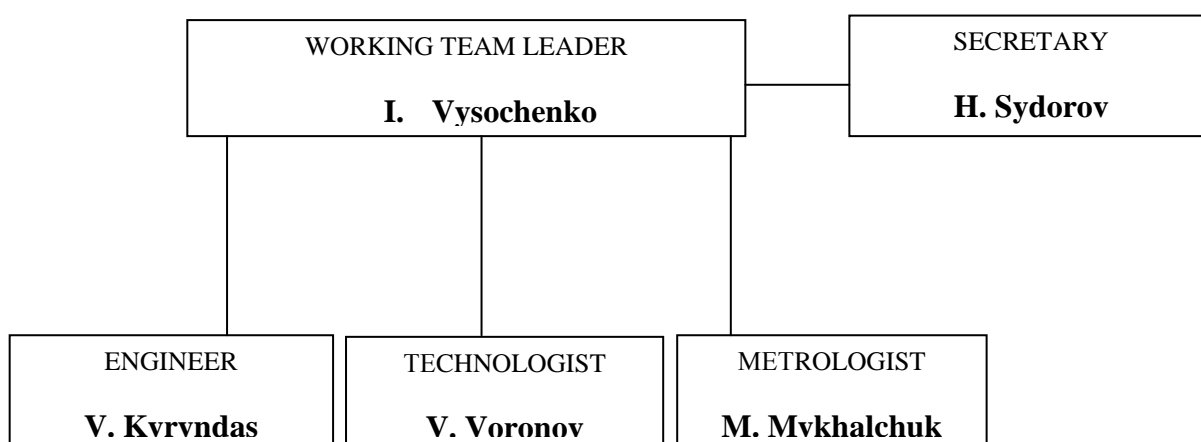 WORKING TEAM LEADER
I. Vysochenko
SECRETARY
H. Sydorov
ENGINEER
V. Kyryndas
TECHNOLOGIST
V. Voronov
METROLOGIST
M. Mykhalchuk